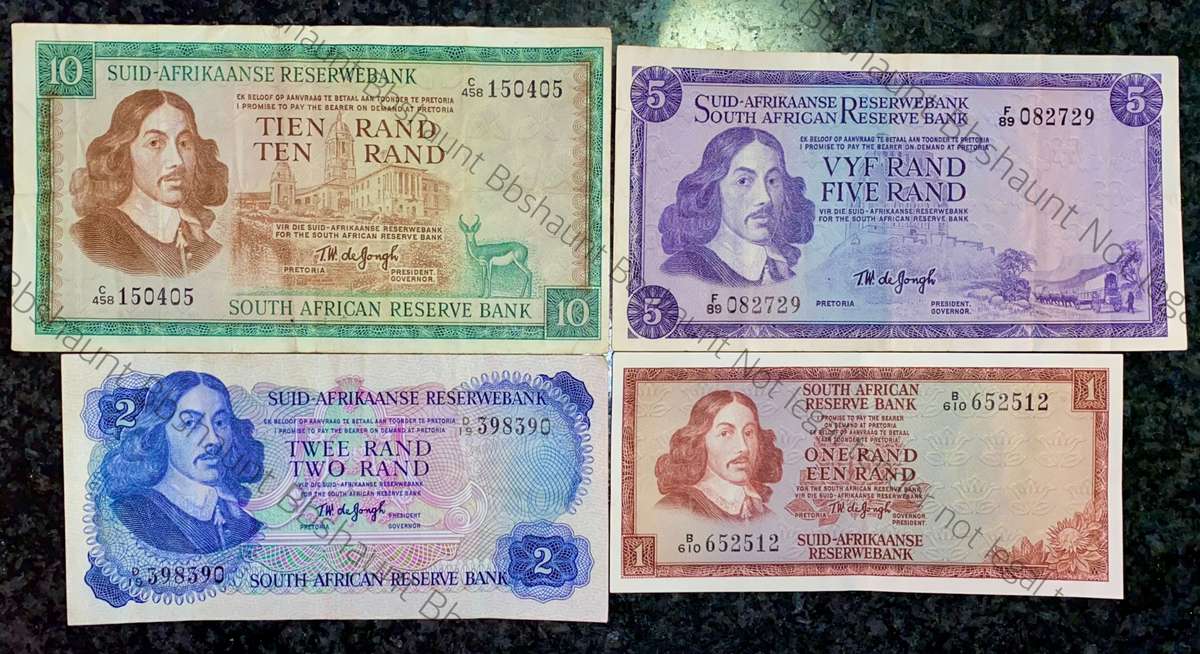 10
SUID-AFRIKAANSE RESERWEBANK
C/458 150405
EK BELOOF OP AANVRAAG TE BETAAL AAN TOONDER TE PRETORIA
I PROMISE TO PAY THE BEARER ON DEMAND AT PRETORIA
TIEN RAND
TEN RAND
VIR DIE SUID-AFRIKAANSE RESERWEBANK
FOR THE SOUTH AFRICAN RESERVE BANK
T.W. de Jongh
PRETORIA PRESIDENT.
GOVERNOR.
C/458 150405
SOUTH AFRICAN RESERVE BANK
10
5
5
SUID-AFRIKAANSE RESERWEBANK
SOUTH AFRICAN RESERVE BANK
F/89 082729
EK BELOOF OP AANVRAAG TE BETAAL AAN TOONDER TE PRETORIA
I PROMISE TO PAY THE BEARER ON DEMAND AT PRETORIA
VYF RAND
FIVE RAND
VIR DIE SUID-AFRIKAANSE RESERWEBANK
FOR THE SOUTH AFRICAN RESERVE BANK
T.W. de Jongh
PRETORIA PRESIDENT.
GOVERNOR.
F/89 082729
5
2
SUID-AFRIKAANSE RESERWEBANK
EK BELOOF OP AANVRAAG TE BETAAL AAN TOONDER TE PRETORIA
I PROMISE TO PAY THE BEARER ON DEMAND AT PRETORIA
D/19 398390
TWEE RAND
TWO RAND
VIR DIE SUID-AFRIKAANSE RESERWEBANK
FOR THE SOUTH AFRICAN RESERVE BANK
T.W. de Jongh
PRETORIA PRESIDENT
GOVERNOR
D/19 398390
SOUTH AFRICAN RESERVE BANK
2
SOUTH AFRICAN
RESERVE BANK
B/610 652512
1
I PROMISE TO PAY THE BEARER
ON DEMAND AT PRETORIA
EK BELOOF OP AANVRAAG TE BETAAL
AAN TOONDER TE PRETORIA
ONE RAND
EEN RAND
FOR THE SOUTH AFRICAN RESERVE BANK
VIR DIE SUID-AFRIKAANSE RESERWEBANK
T.W. de Jongh
PRETORIA GOVERNOR.
PRESIDENT.
B/610 652512
1
SUID-AFRIKAANSE
RESERWEBANK
Bbshaunt Not legal